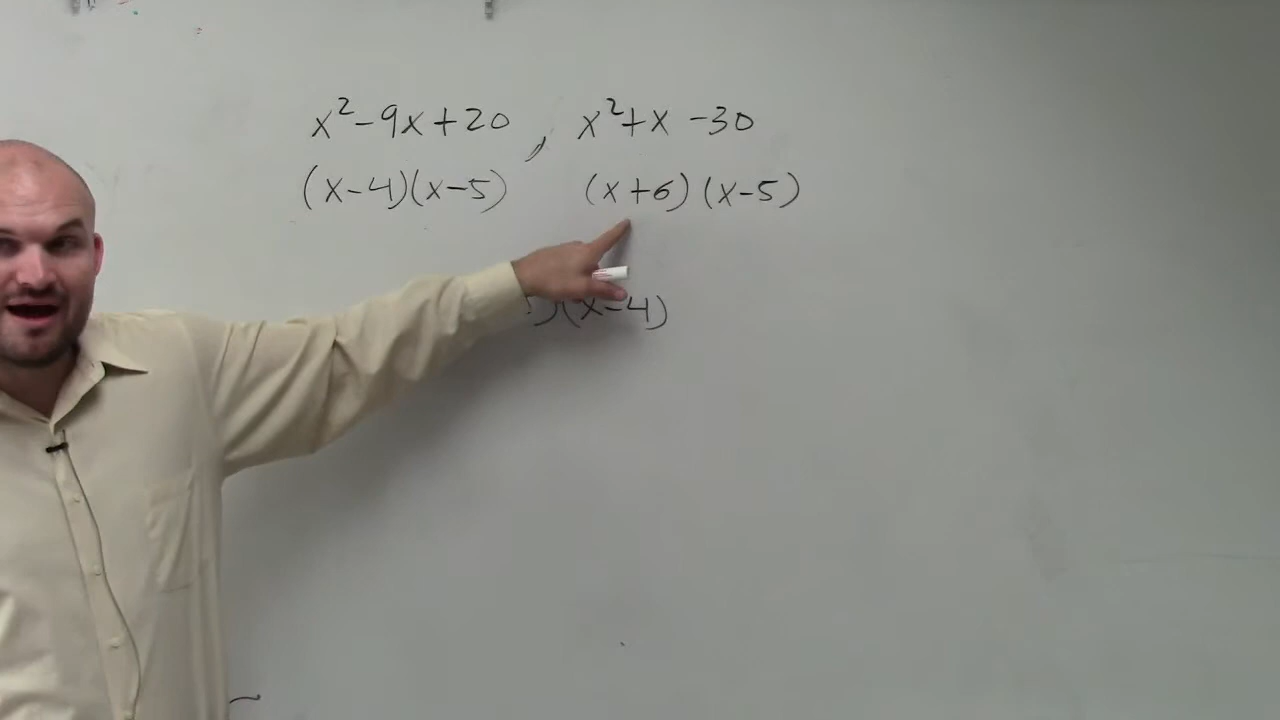 x²-9x+20 , x²+x-30
(x-4)(x-5) (x+6)(x-5)
)(x-4)